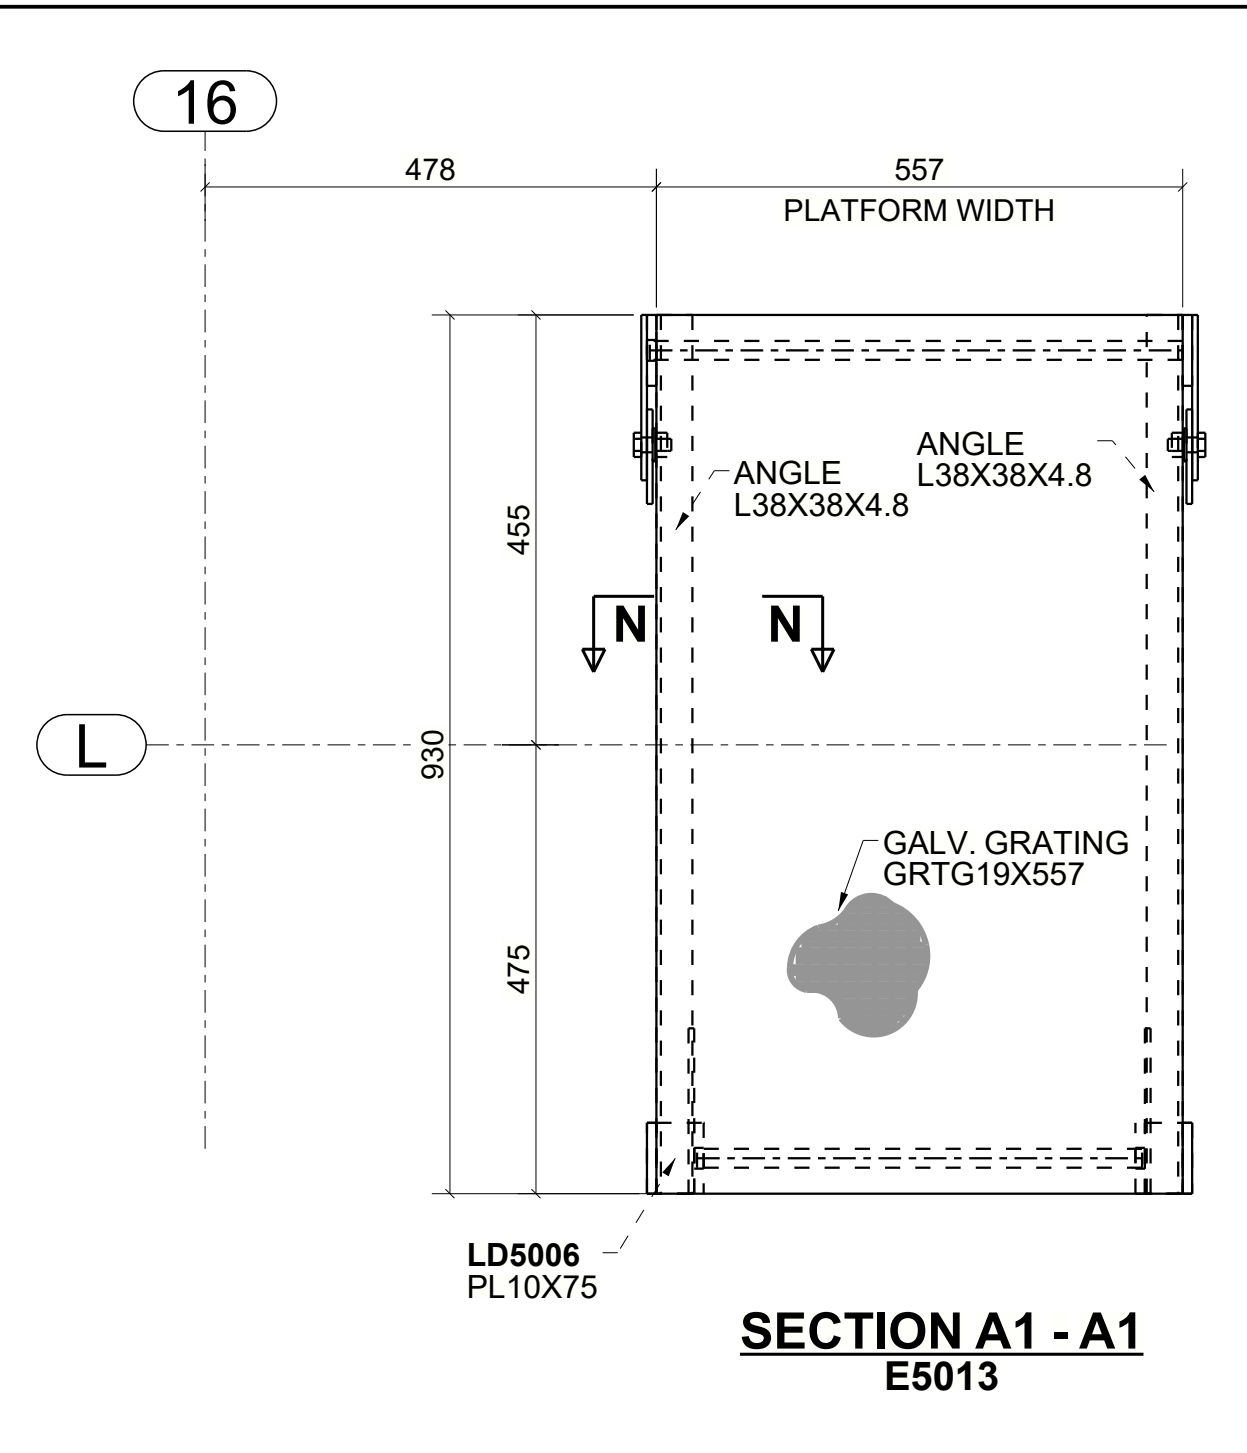 16
478
557
PLATFORM WIDTH
ANGLE
L38X38X4.8
ANGLE
L38X38X4.8
455
N
N
L
930
GALV. GRATING
GRTG19X557
475
LD5006
PL10X75
SECTION A1 - A1
E5013